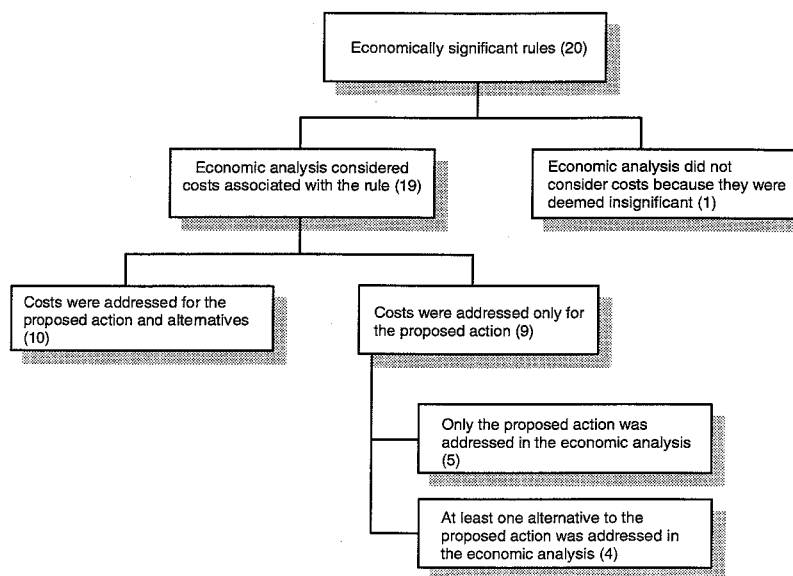 Economically significant rules (20)
Economic analysis considered
costs associated with the rule (19)
Economic analysis did not
consider costs because they were
deemed insignificant (1)
Costs were addressed for the
proposed action and alternatives
(10)
Costs were addressed only for
the proposed action (9)
Only the proposed action was
addressed in the economic analysis
(5)
At least one alternative to the
proposed action was addressed in
the economic analysis (4)